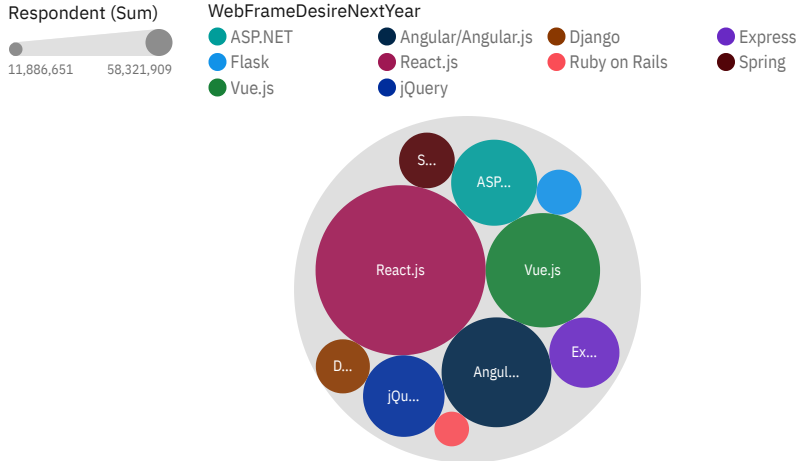 Respondent (Sum)
11,886,651 58,321,909
WebFrameDesireNextYear
ASP.NET Angular/Angular.js Django Express
Flask React.js Ruby on Rails Spring
Vue.js jQuery
S...
ASP...
React.js
Vue.js
Ex...
D...
Angul...
jQu...